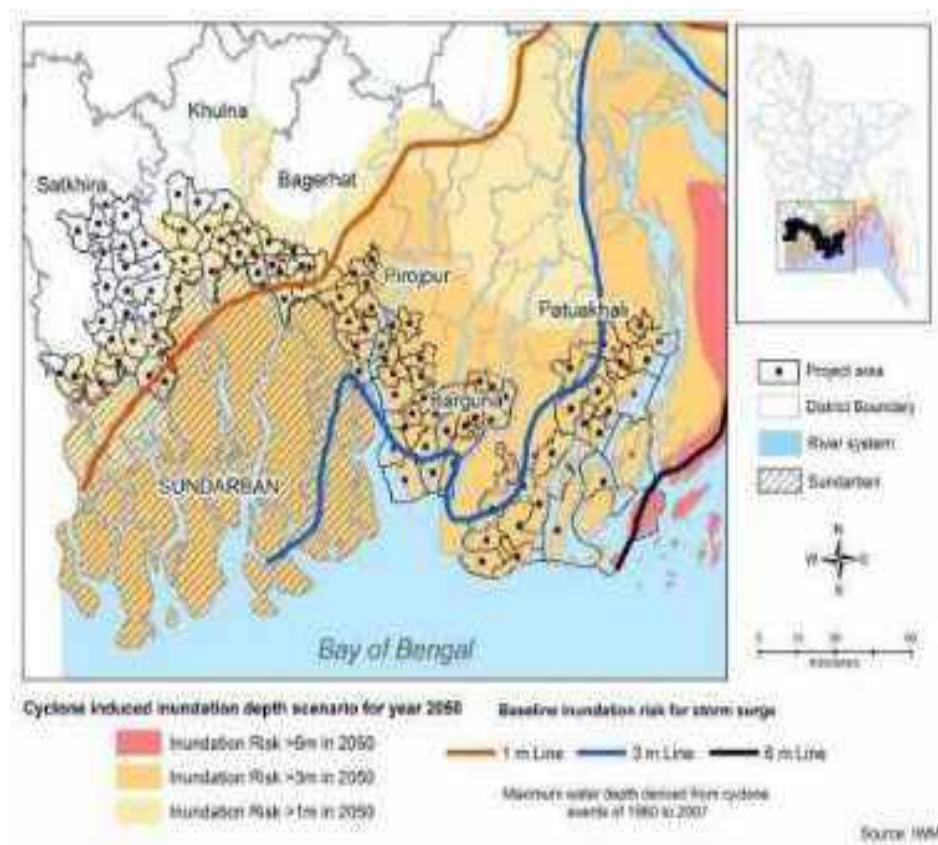 Khulna
Satkhira
Bagerhat
Pirojpur
Patuakhali
Barguna
SUNDARBAN
Bay of Bengal
Project area
District Boundary
River system
Sundarban
N
W E
S
Kilometers
Cyclone induced inundation depth scenario for year 2050
Inundation Risk >6m in 2050
Inundation Risk >3m in 2050
Inundation Risk >1m in 2050
Baseline inundation risk for storm surge
1 m Line 3 m Line 6 m Line
Maximum water depth derived from cyclone
events of 1960 to 2007
Source: IWM